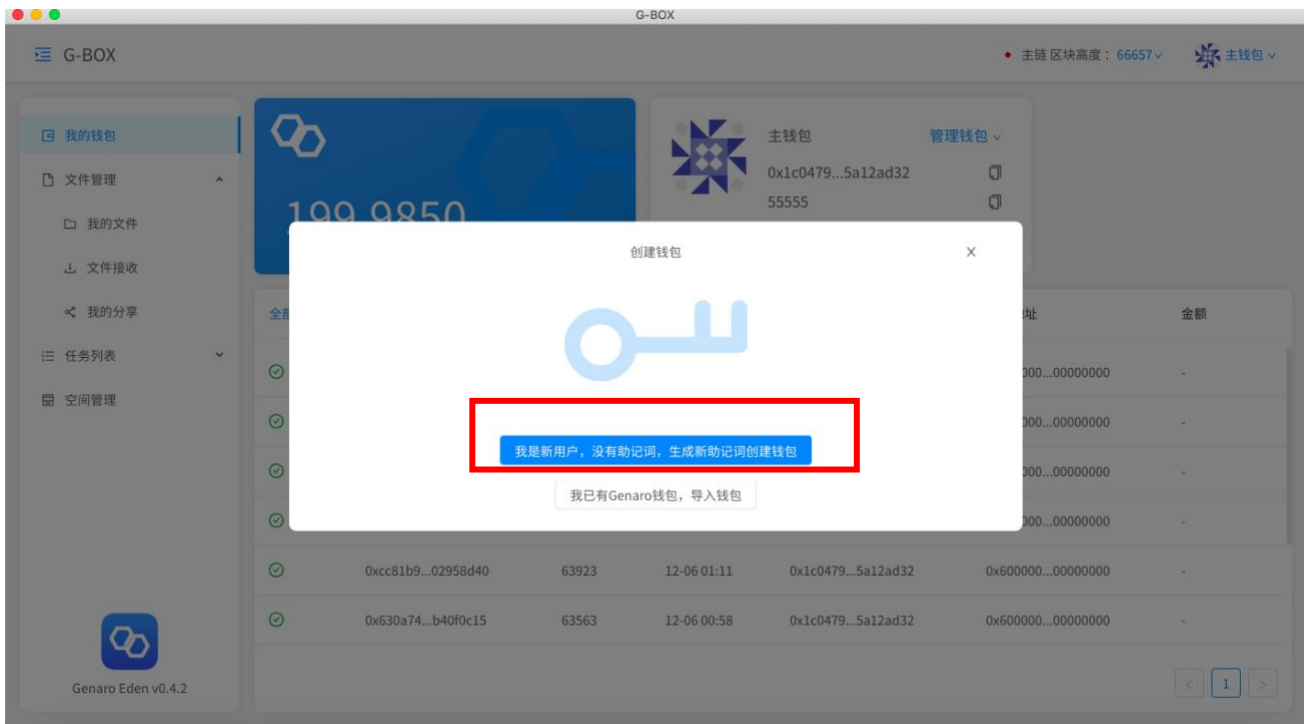 G-BOX
G-BOX
主链 区块高度： 66657
主钱包
我的钱包
文件管理
我的文件
文件接收
我的分享
任务列表
空间管理
Genaro Eden v0.4.2
199.9850
主钱包
管理钱包
0x1c0479...5a12ad32
55555
创建钱包
X
我是新用户，没有助记词，生成新助记词创建钱包
我已有Genaro钱包，导入钱包
金额
000...00000000 -
000...00000000 -
000...00000000 -
000...00000000 -
0xcc81b9...02958d40 63923 12-06 01:11 0x1c0479...5a12ad32 0x600000...00000000 -
0x630a74...b40f0c15 63563 12-06 00:58 0x1c0479...5a12ad32 0x600000...00000000 -
< 1 >